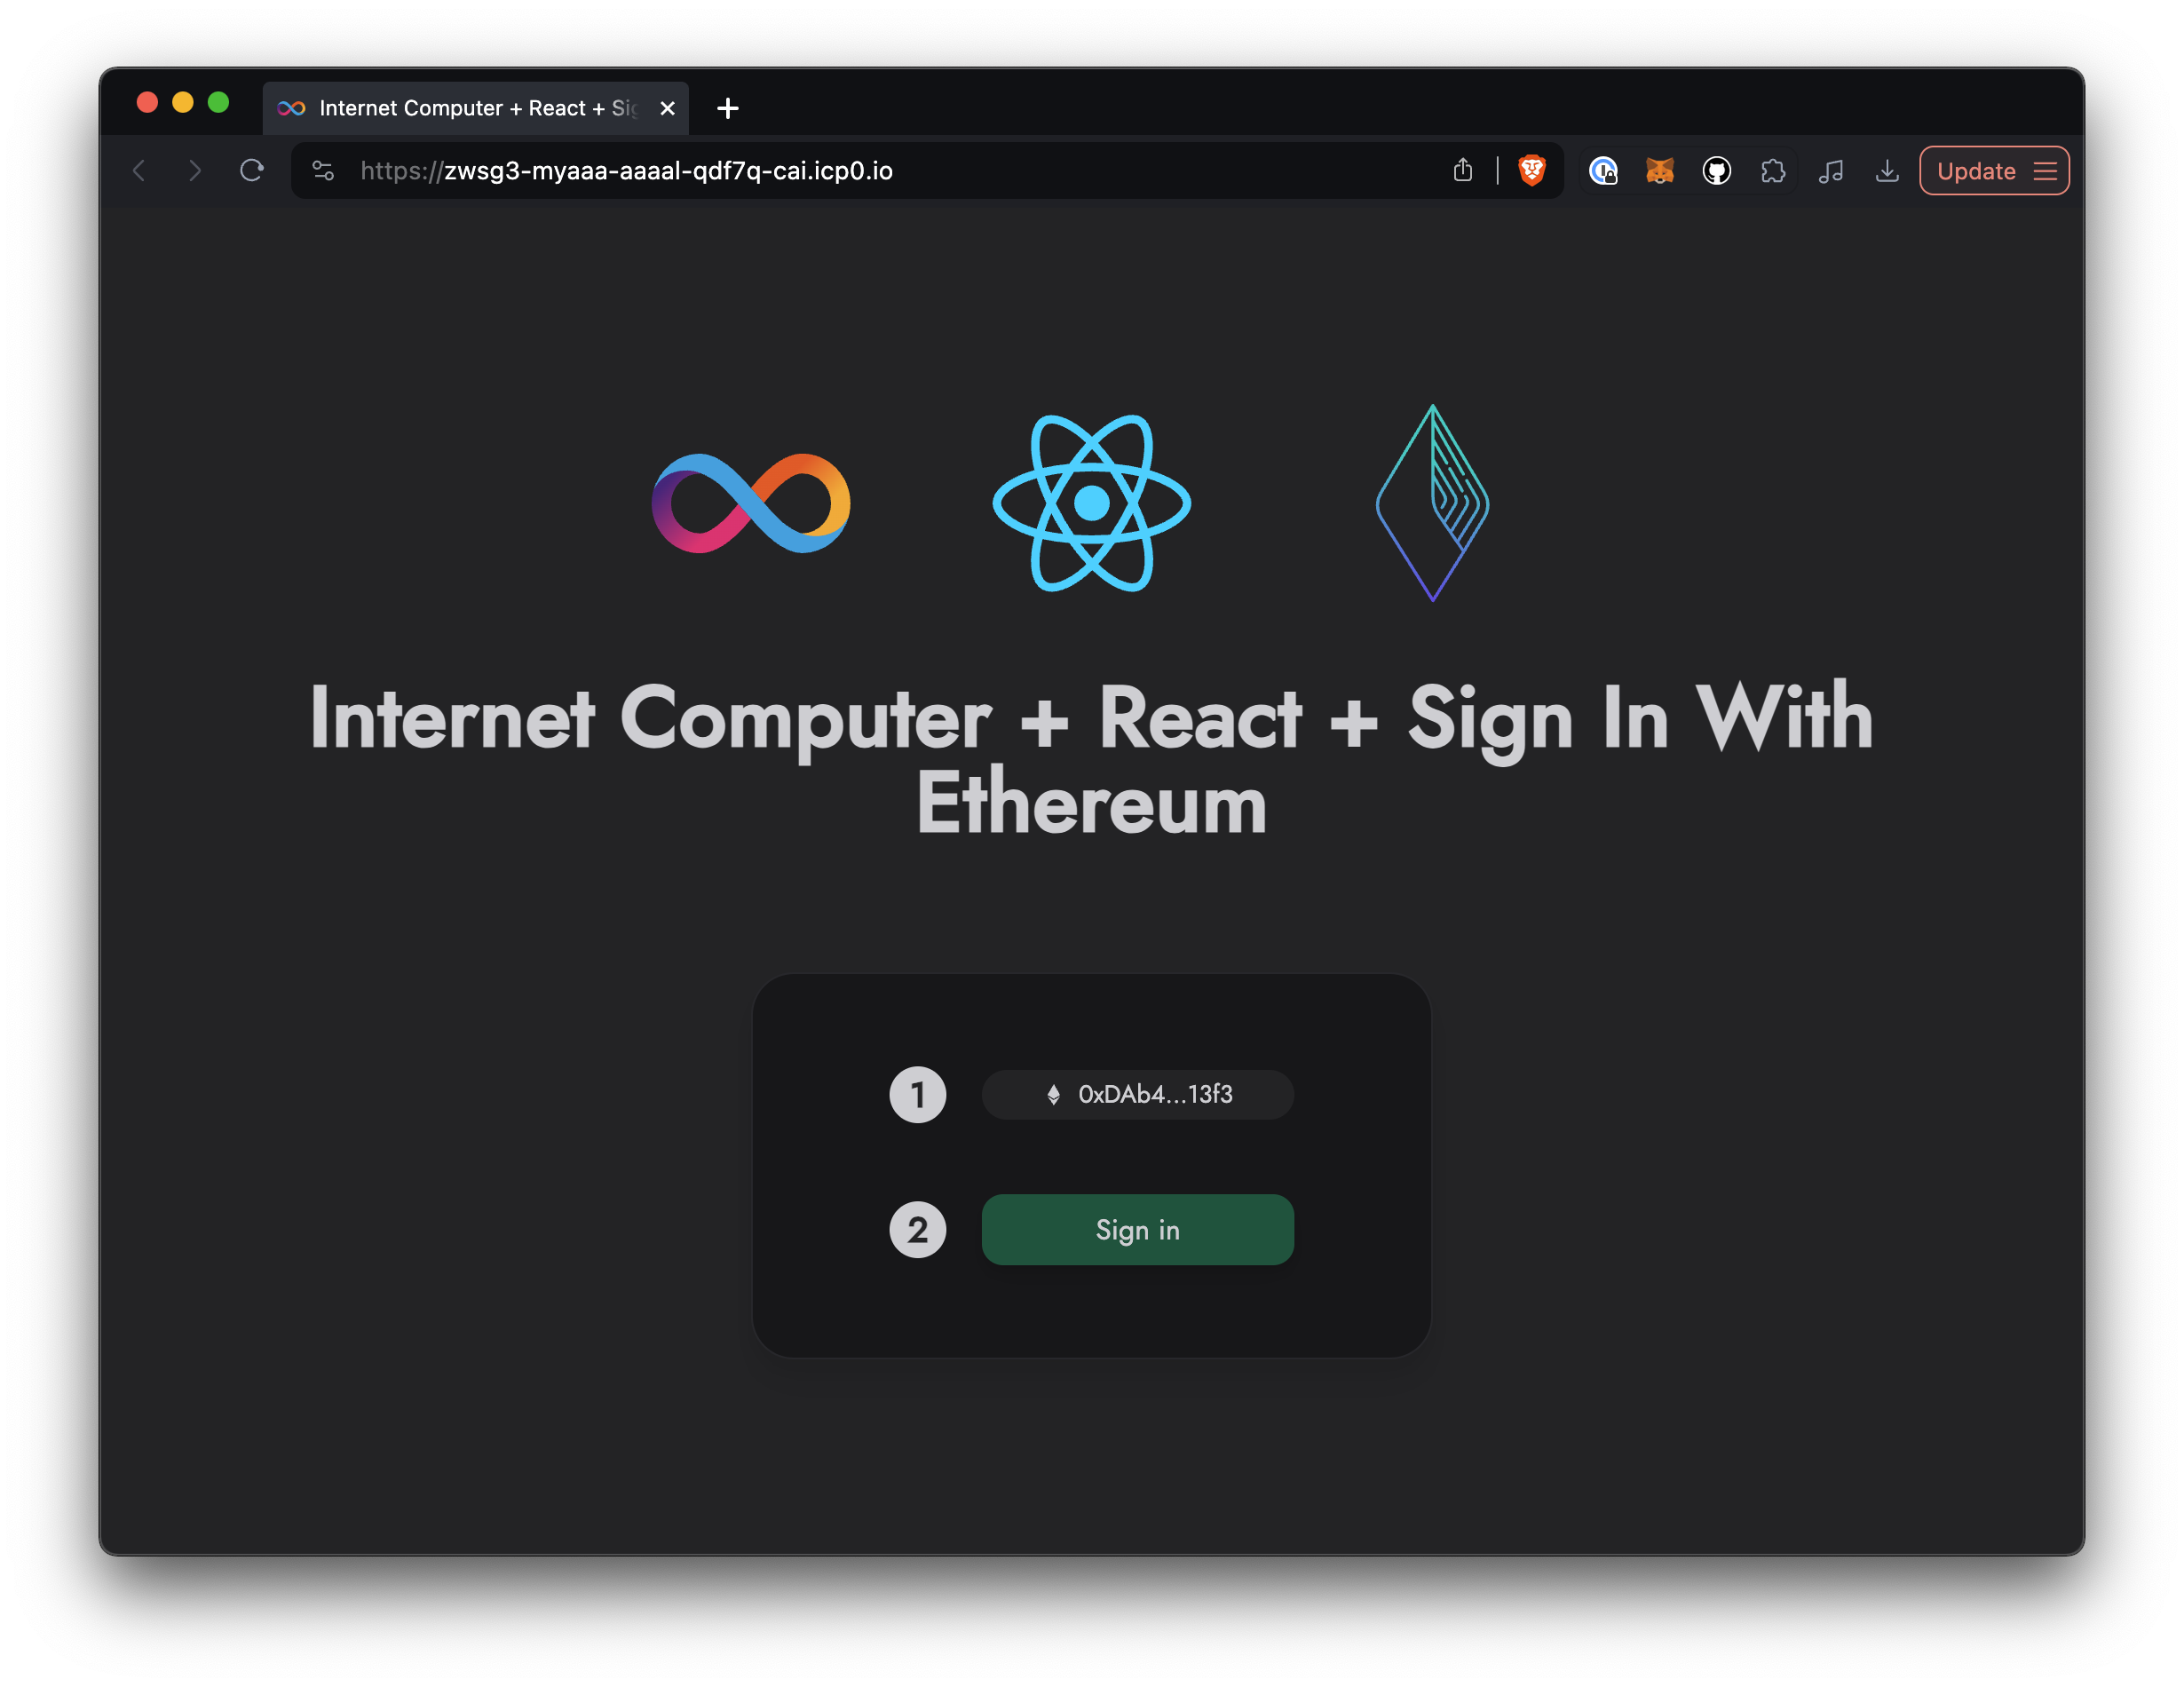 Internet Computer + React + Sig
https://zwsg3-myaaa-aaaal-qdf7q-cai.icp0.io
Update
Internet Computer + React + Sign In With
Ethereum
1
0xDAb4...13f3
2
Sign in